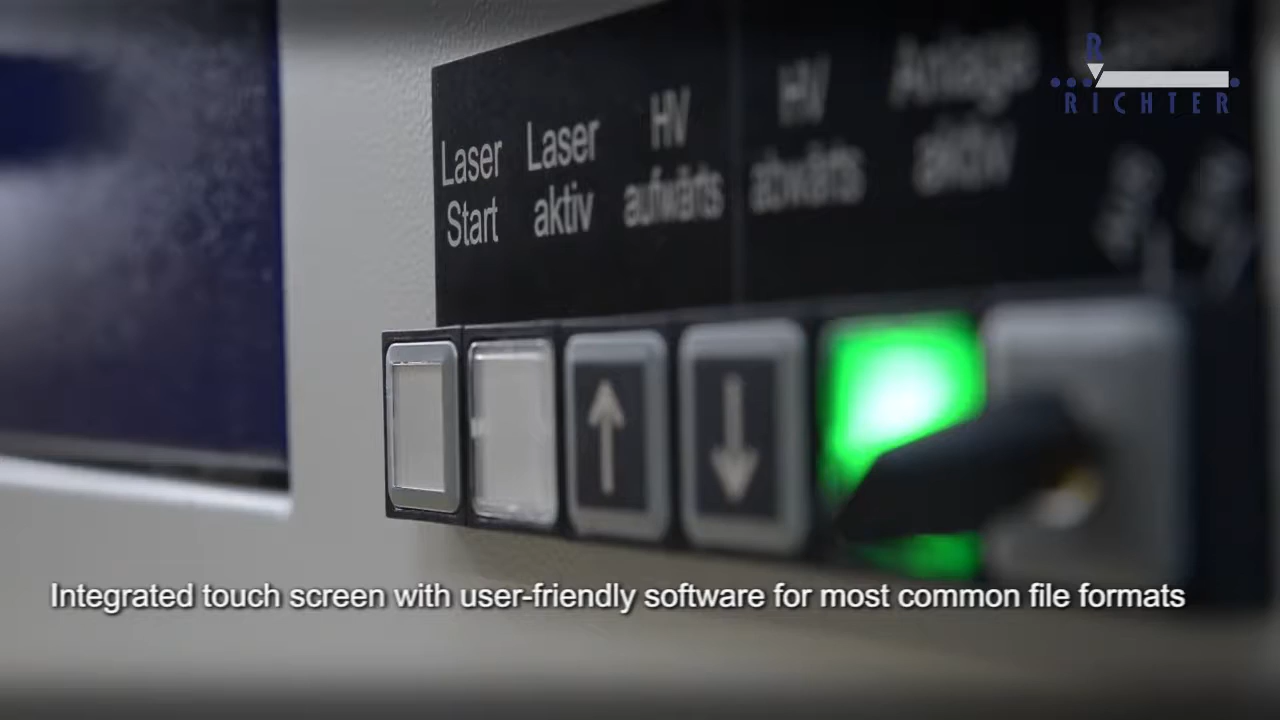 R
RICHTER
Laser
Start
Laser
aktiv
HV
aufwärts
HV
abwärts
Anlage
aktiv
Integrated touch screen with user-friendly software for most common file formats